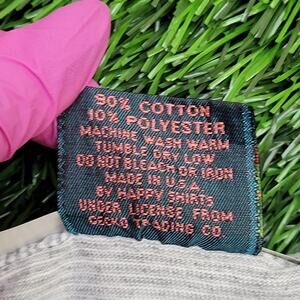 90% COTTON
10% POLYESTER
MACHINE WASH WARM
TUMBLE DRY LOW
DO NOT BLEACH OR IRON
MADE IN U.S.A.
BY HAPPY SHIRTS
UNDER LICENSE FROM
GECKO TRADING CO.